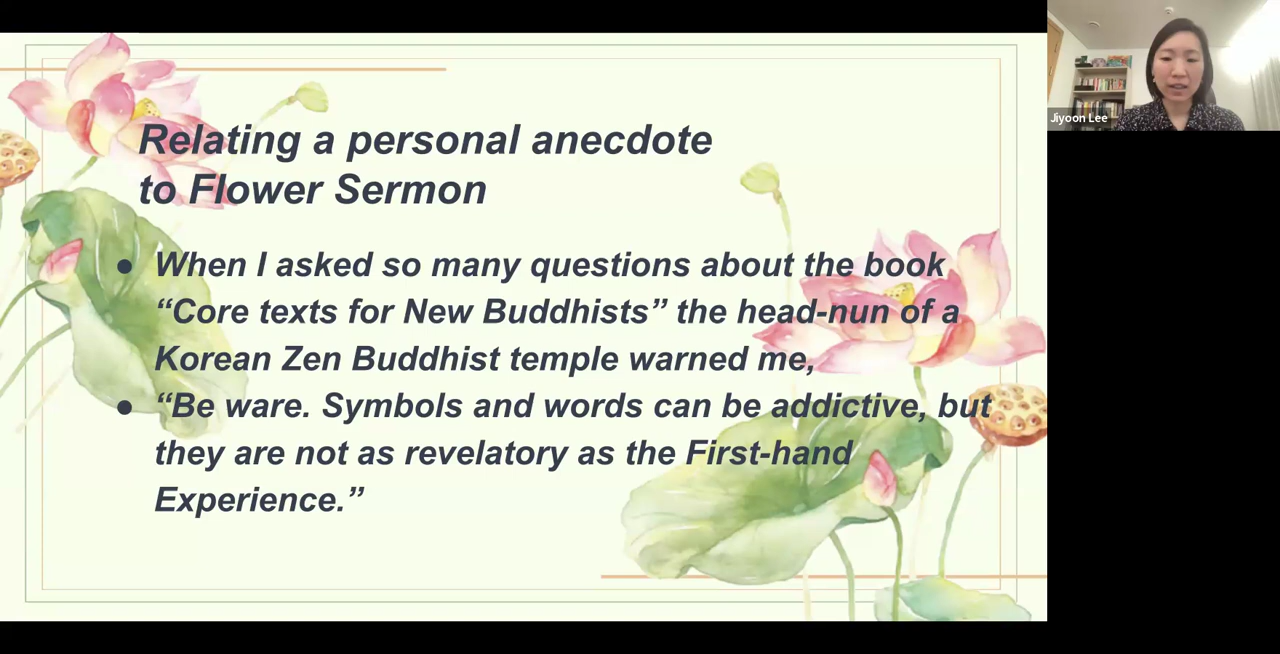 Relating a personal anecdote
to Flower Sermon
● When I asked so many questions about the book
“Core texts for New Buddhists” the head-nun of a
Korean Zen Buddhist temple warned me,
● “Be ware. Symbols and words can be addictive, but
they are not as revelatory as the First-hand
Experience.”
Jiyoon Lee